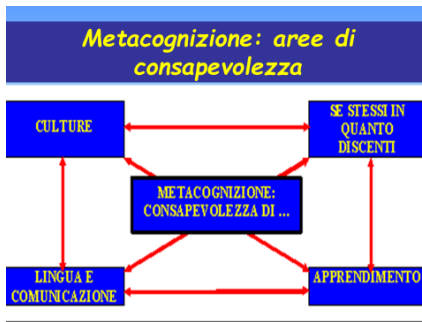 Metacognizione: aree di
consapevolezza
CULTURE
SE STESSI IN
QUANTO
DISCENTI
METACOGNIZIONE:
CONSAPEVOLEZZA DI ...
LINGUA E
COMUNICAZIONE
APPRENDIMENTO